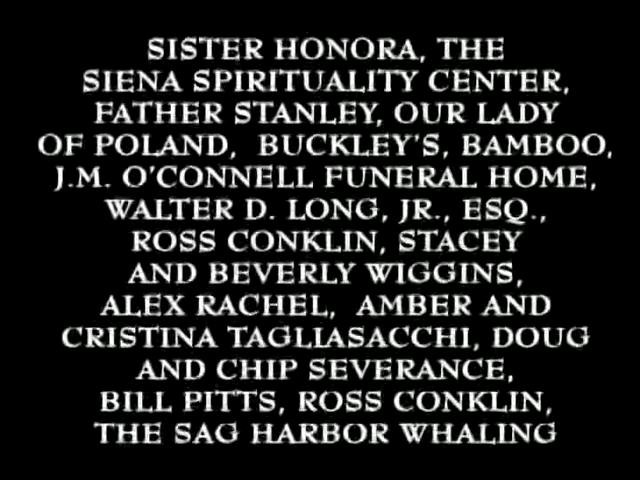 SISTER HONORA, THE
SIENA SPIRITUALITY CENTER,
FATHER STANLEY, OUR LADY
OF POLAND,  BUCKLEY'S, BAMBOO,
J.M. O'CONNELL FUNERAL HOME,
WALTER D. LONG, JR., ESQ.,
ROSS CONKLIN, STACEY
AND BEVERLY WIGGINS,
ALEX RACHEL,  AMBER AND
CRISTINA TAGLIASACCHI, DOUG
AND CHIP SEVERANCE,
BILL PITTS, ROSS CONKLIN,
THE SAG HARBOR WHALING